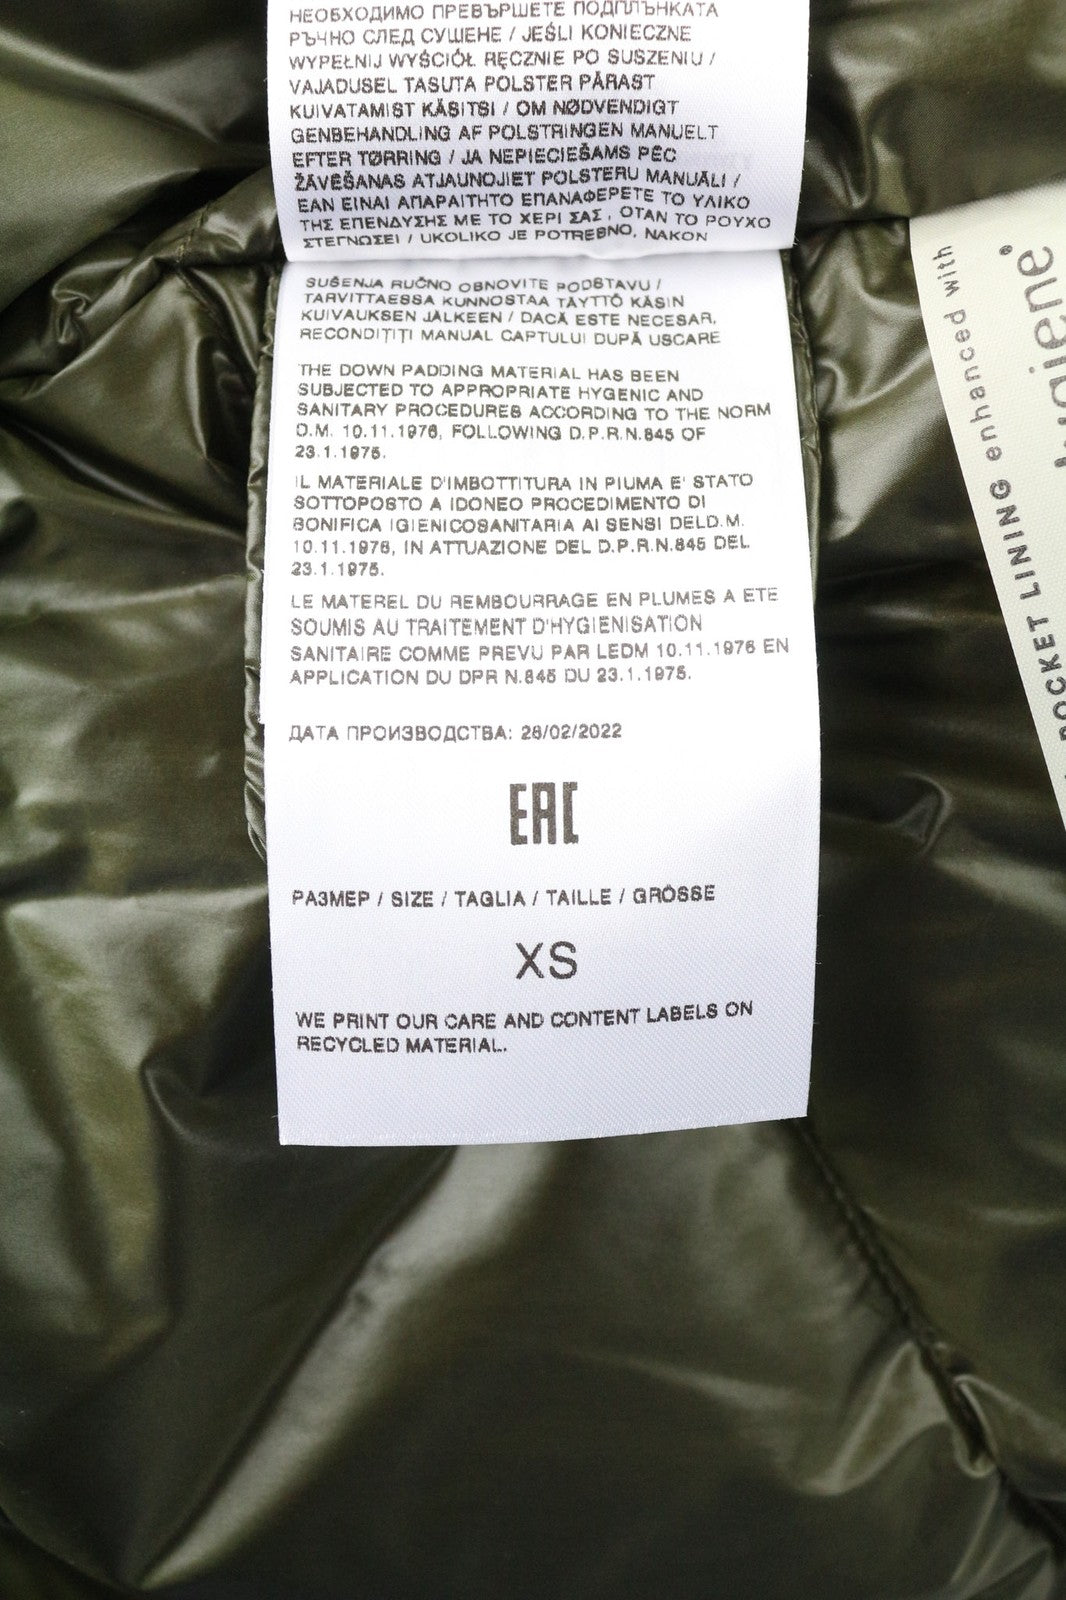 НЕОБХОДИМО ПРЕВЪРШЕТЕ ПОДПЛЪНКАТА
РЪЧНО СЛЕД СУШЕНЕ / JEŚLI KONIECZNE
WYPEŁNIJ WYŚCIÓŁ RĘCZNIE PO SUSZENIU /
VAJADUSEL TASUTA POLSTER PÄRAST
KUIVATAMIST KÄSITSI / OM NØDVENDIGT
GENBEHANDLING AF POLSTRINGEN MANUELT
EFTER TØRRING / JA NEPIECIEŠAMS PĒC
ŽĀVĒŠANAS ATJAUNOJIET POLSTERU MANUĀLI /
ΕΑΝ ΕΙΝΑΙ ΑΠΑΡΑΙΤΗΤΟ ΕΠΑΝΑΦΕΡΕΤΕ ΤΟ ΥΛΙΚΟ
ΤΗΣ ΕΠΕΝΔΥΣΗΣ ΜΕ ΤΟ ΧΕΡΙ ΣΑΣ , ΟΤΑΝ ΤΟ ΡΟΥΧΟ
ΣΤΕΓΝΩΣΕΙ / UKOLIKO JE POTREBNO, NAKON
SUŠENJA RUČNO OBNOVITE PODSTAVU /
TARVITTAESSA KUNNOSTAA TÄYTTÖ KÄSIN
KUIVAUKSEN JÄLKEEN / DACĂ ESTE NECESAR,
RECONDIȚIȚI MANUAL CAPTUL̦UI DUPĂ USCARE
THE DOWN PADDING MATERIAL HAS BEEN
SUBJECTED TO APPROPRIATE HYGENIC AND
SANITARY PROCEDURES ACCORDING TO THE NORM
D.M. 10.11.1976, FOLLOWING D.P.R.N.845 OF
23.1.1975.
IL MATERIALE D'IMBOTTITURA IN PIUMA E' STATO
SOTTOPOSTO A IDONEO PROCEDIMENTO DI
BONIFICA IGIENICOSANITARIA AI SENSI DELD.M.
10.11.1976, IN ATTUAZIONE DEL D.P.R.N.845 DEL
23.1.1975.
LE MATEREL DU REMBOURRAGE EN PLUMES A ETE
SOUMIS AU TRAITEMENT D'HYGIENISATION
SANITAIRE COMME PREVU PAR LEDM 10.11.1976 EN
APPLICATION DU DPR N.845 DU 23.1.1975.
ДАТА ПРОИЗВОДСТВА: 28/02/2022
EAC
РАЗМЕР / SIZE / TAGLIA / TAILLE / GRÖSSE
XS
WE PRINT OUR CARE AND CONTENT LABELS ON
RECYCLED MATERIAL.
POCKET LINING enhanced with